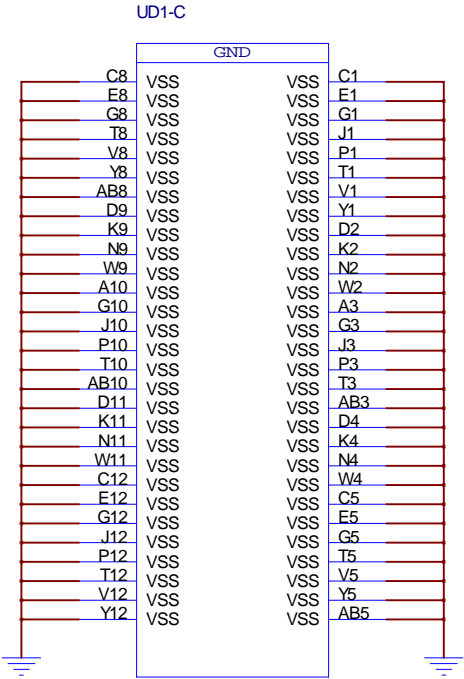 UD1-C
GND
C8 VSS VSS C1
E8 VSS VSS E1
G8 VSS VSS G1
T8 VSS VSS J1
V8 VSS VSS P1
Y8 VSS VSS T1
AB8 VSS VSS V1
D9 VSS VSS Y1
K9 VSS VSS D2
N9 VSS VSS K2
W9 VSS VSS N2
A10 VSS VSS W2
G10 VSS VSS A3
J10 VSS VSS G3
P10 VSS VSS J3
T10 VSS VSS P3
AB10 VSS VSS T3
D11 VSS VSS AB3
K11 VSS VSS D4
N11 VSS VSS K4
W11 VSS VSS N4
C12 VSS VSS W4
E12 VSS VSS C5
G12 VSS VSS E5
J12 VSS VSS G5
P12 VSS VSS T5
T12 VSS VSS V5
V12 VSS VSS Y5
Y12 VSS VSS AB5